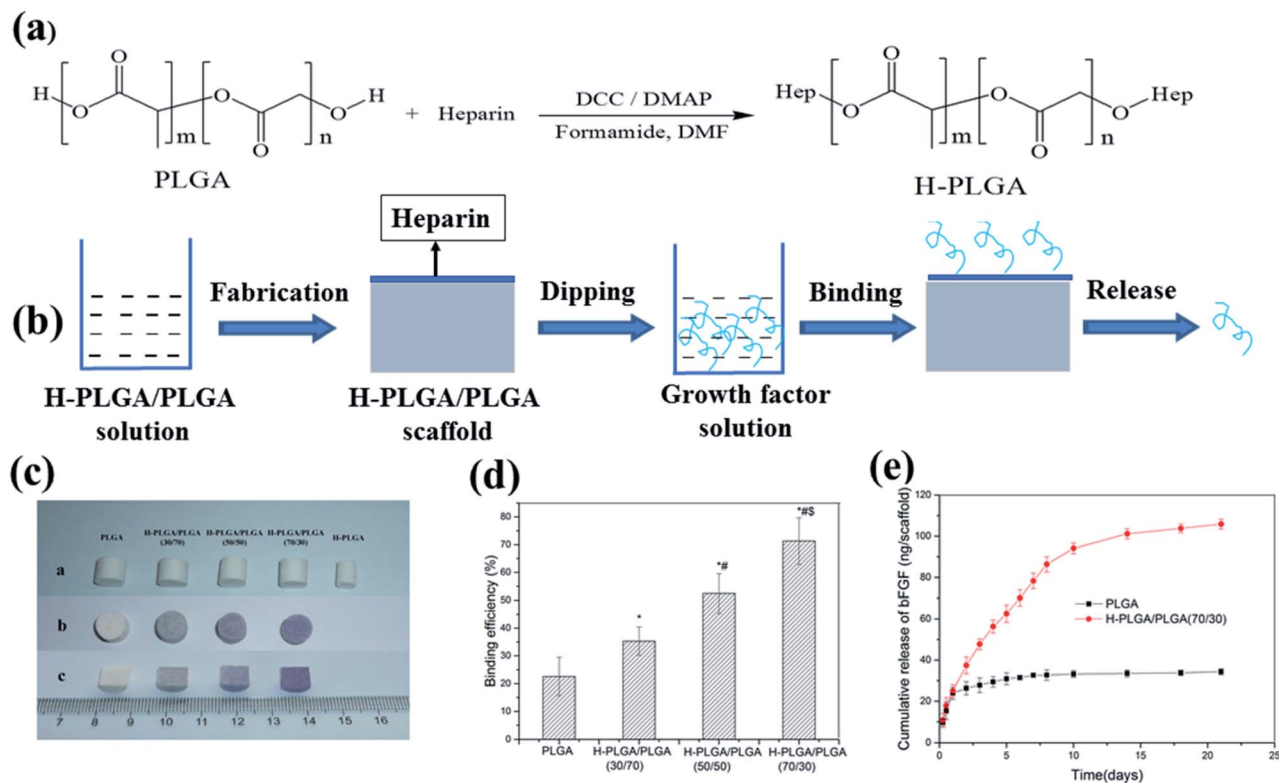 (a)
H O O m O O O n H
PLGA
+ Heparin
DCC / DMAP
Formamide, DMF
Hep O O m O O O n O Hep
H-PLGA
(b)
Heparin
Fabrication
Dipping
Binding
Release
H-PLGA/PLGA
solution
H-PLGA/PLGA
scaffold
Growth factor
solution
(c)
PLGA
H-PLGA/PLGA
(30/70)
H-PLGA/PLGA
(50/50)
H-PLGA/PLGA
(70/30)
H-PLGA
a
b
c
7 8 9 10 11 12 13 14 15 16
(d)
Binding efficiency (%)
80
70
60
50
40
30
20
10
0
*
*#
*#$
PLGA
H-PLGA/PLGA
(30/70)
H-PLGA/PLGA
(50/50)
H-PLGA/PLGA
(70/30)
(e)
Cumulative release of bFGF (ng/scaffold)
120
100
80
60
40
20
0
PLGA
H-PLGA/PLGA(70/30)
0 5 10 15 20 25
Time(days)